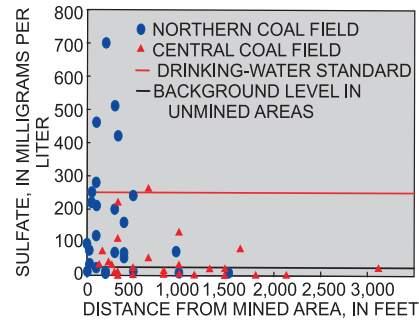 SULFATE, IN MILLIGRAMS PER
LITER
800
700
600
500
400
300
200
100
0
NORTHERN COAL FIELD
CENTRAL COAL FIELD
DRINKING-WATER STANDARD
BACKGROUND LEVEL IN
UNMINED AREAS
0 500 1,000 1,500 2,000 2,500 3,000
DISTANCE FROM MINED AREA, IN FEET